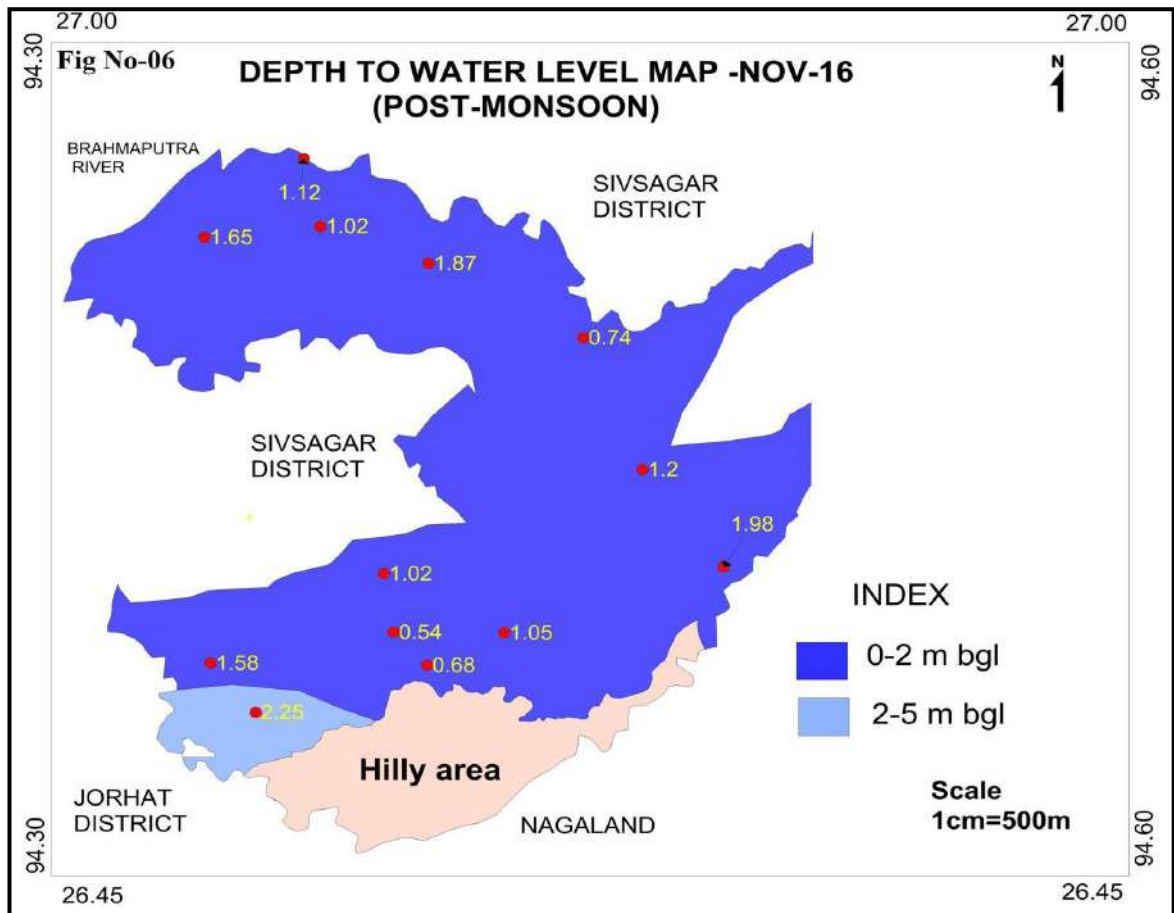 27.00
27.00
94.30
94.60
Fig No-06
N
DEPTH TO WATER LEVEL MAP -NOV-16
(POST-MONSOON)
BRAHMAPUTRA
RIVER
SIVSAGAR
DISTRICT
1.12
1.65
1.02
1.87
0.74
SIVSAGAR
DISTRICT
1.2
1.98
1.02
INDEX
0.54
1.05
1.58
0.68
0-2 m bgl
2.25
2-5 m bgl
Hilly area
JORHAT
DISTRICT
NAGALAND
Scale
1cm=500m
94.30
94.60
26.45
26.45